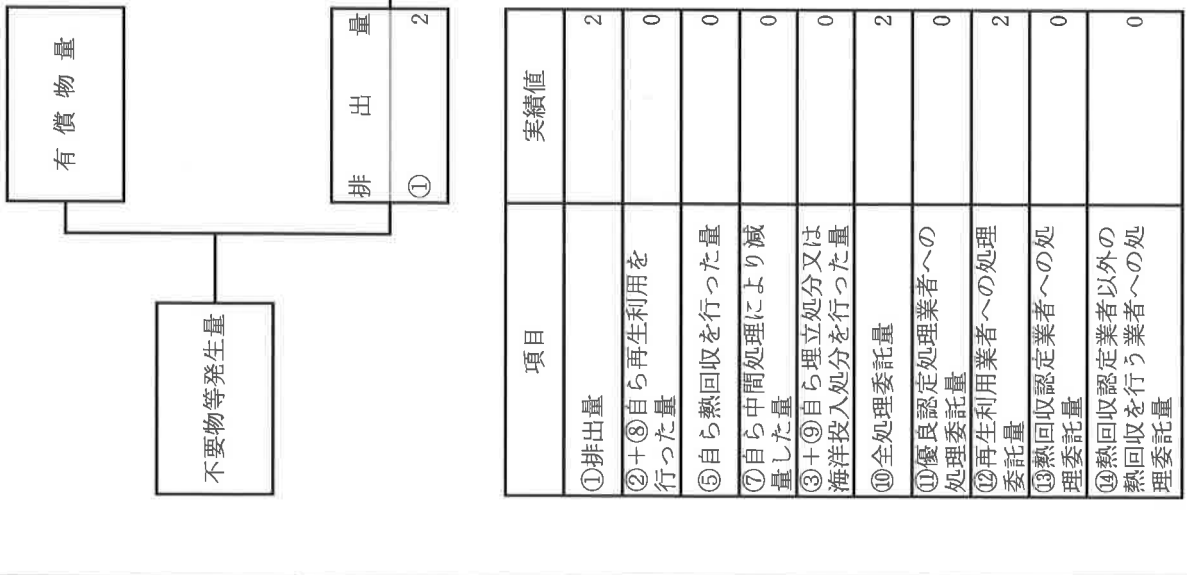 有償物量
不要物等発生量
排出量
① 2
項目 実績値
①排出量 2
②+⑧自ら再生利用を
行った量 0
⑤自ら熱回収を行った量 0
⑦自ら中間処理により減
量した量 0
③+⑨自ら埋立処分又は
海洋投入処分を行った量 0
⑩全処理委託量 2
⑪優良認定処理業者への
処理委託量 0
⑫再生利用業者への処理
委託量 2
⑬熱回収認定業者への処
理委託量 0
⑭熱回収認定業者以外の
熱回収を行う業者への処
理委託量 0